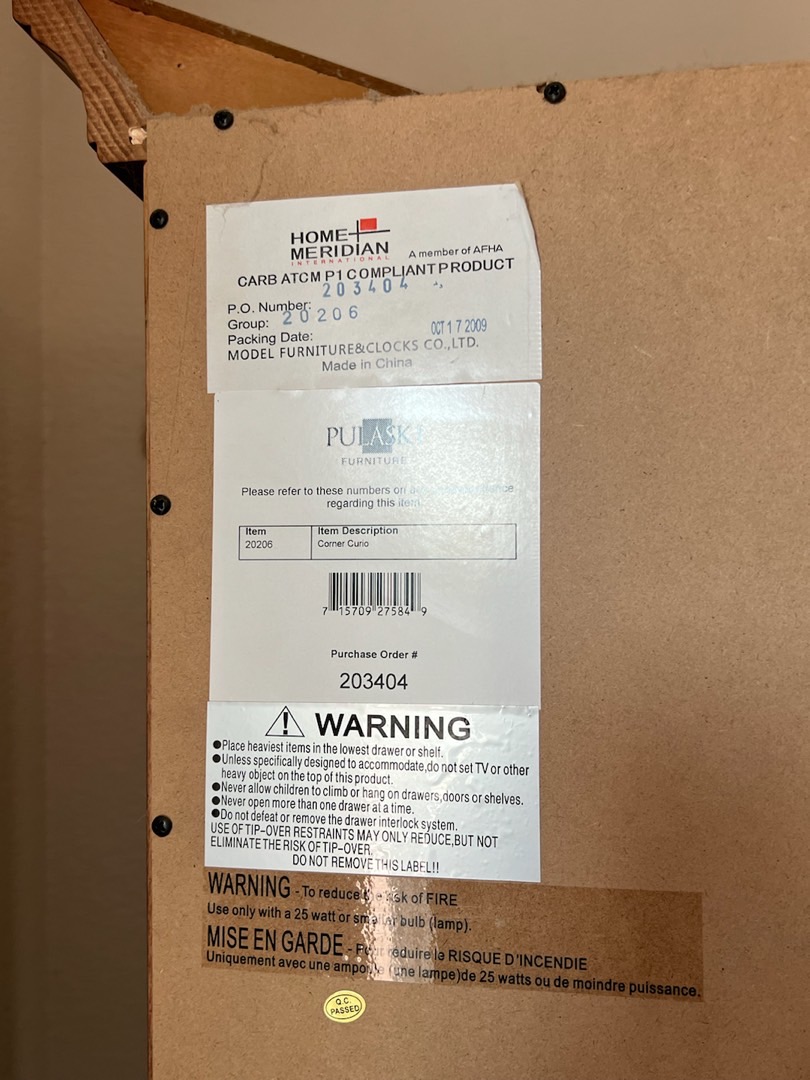 HOME MERIDIAN
INTERNATIONAL
A member of AFHA
CARB ATCM P1 COMPLIANT PRODUCT
203404
P.O. Number:
Group: 20206
Packing Date: OCT 17 2009
MODEL FURNITURE&CLOCKS CO.,LTD.
Made in China
PULASKI
FURNITURE
Please refer to these numbers on
regarding this item
Item Item Description
20206 Corner Curio
7 15709 27584 9
Purchase Order #
203404
WARNING
●Place heaviest items in the lowest drawer or shelf.
●Unless specifically designed to accommodate,do not set TV or other
heavy object on the top of this product.
●Never allow children to climb or hang on drawers,doors or shelves.
●Never open more than one drawer at a time.
●Do not defeat or remove the drawer interlock system.
USE OF TIP-OVER RESTRAINTS MAY ONLY REDUCE,BUT NOT
ELIMINATE THE RISK OF TIP-OVER.
DO NOT REMOVE THIS LABEL!!
WARNING - To reduce the risk of FIRE
Use only with a 25 watt or smaller bulb (lamp).
MISE EN GARDE - Pour reduire le RISQUE D'INCENDIE
Uniquement avec une ampoule (une lampe)de 25 watts ou de moindre puissance.
Q.C.
PASSED